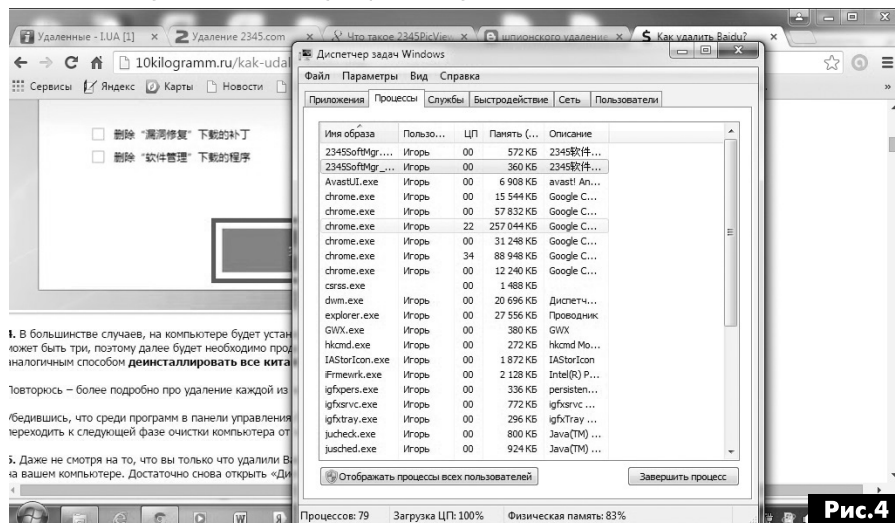 Удаленные - I.UA [1]
Удаление 2345.com
Что такое 2345PicView
шпионского удаление
Как удалить Baidu?
10kilogramm.ru/kak-udal
Сервисы
Яндекс
Карты
Новости
删除 "漏洞修复" 下载的补丁
删除 "软件管理" 下载的程序
4. В большинстве случаев, на компьютере будет устан
может быть три, поэтому далее будет необходимо прод
аналогичным способом деинсталлировать все кита
Повторюсь – более подробно про удаление каждой из
Убедившись, что среди программ в панели управления
переходить к следующей фазе очистки компьютера от
5. Даже не смотря на то, что вы только что удалили Ba
на вашем компьютере. Достаточно снова открыть «Ди
Диспетчер задач Windows
Файл Параметры Вид Справка
Приложения Процессы Службы Быстродействие Сеть Пользователи
Имя образа Пользо... ЦП Память (... Описание
2345SoftMgr.... Игорь 00 572 КБ 2345软件...
2345SoftMgr_... Игорь 00 360 КБ 2345软件...
AvastUI.exe Игорь 00 6 908 КБ avast! An...
chrome.exe Игорь 00 15 544 КБ Google C...
chrome.exe Игорь 00 57 832 КБ Google C...
chrome.exe Игорь 22 257 044 КБ Google C...
chrome.exe Игорь 00 31 248 КБ Google C...
chrome.exe Игорь 34 88 948 КБ Google C...
chrome.exe Игорь 00 12 240 КБ Google C...
csrss.exe 00 1 488 КБ
dwm.exe Игорь 00 20 696 КБ Диспетч...
explorer.exe Игорь 00 27 556 КБ Проводник
GWX.exe Игорь 00 380 КБ GWX
hkcmd.exe Игорь 00 272 КБ hkcmd Mo...
IAStorIcon.exe Игорь 00 1 872 КБ IAStorIcon
iFrmewrk.exe Игорь 00 2 128 КБ Intel(R) P...
igfxpers.exe Игорь 00 336 КБ persisten...
igfxsrvc.exe Игорь 00 772 КБ igfxsrvc ...
igfxtray.exe Игорь 00 296 КБ igfxTray ...
jucheck.exe Игорь 00 800 КБ Java(TM) ...
jusched.exe Игорь 00 924 КБ Java(TM) ...
Отображать процессы всех пользователей
Завершить процесс
Процессов: 79 Загрузка ЦП: 100% Физическая память: 83%
Рис.4